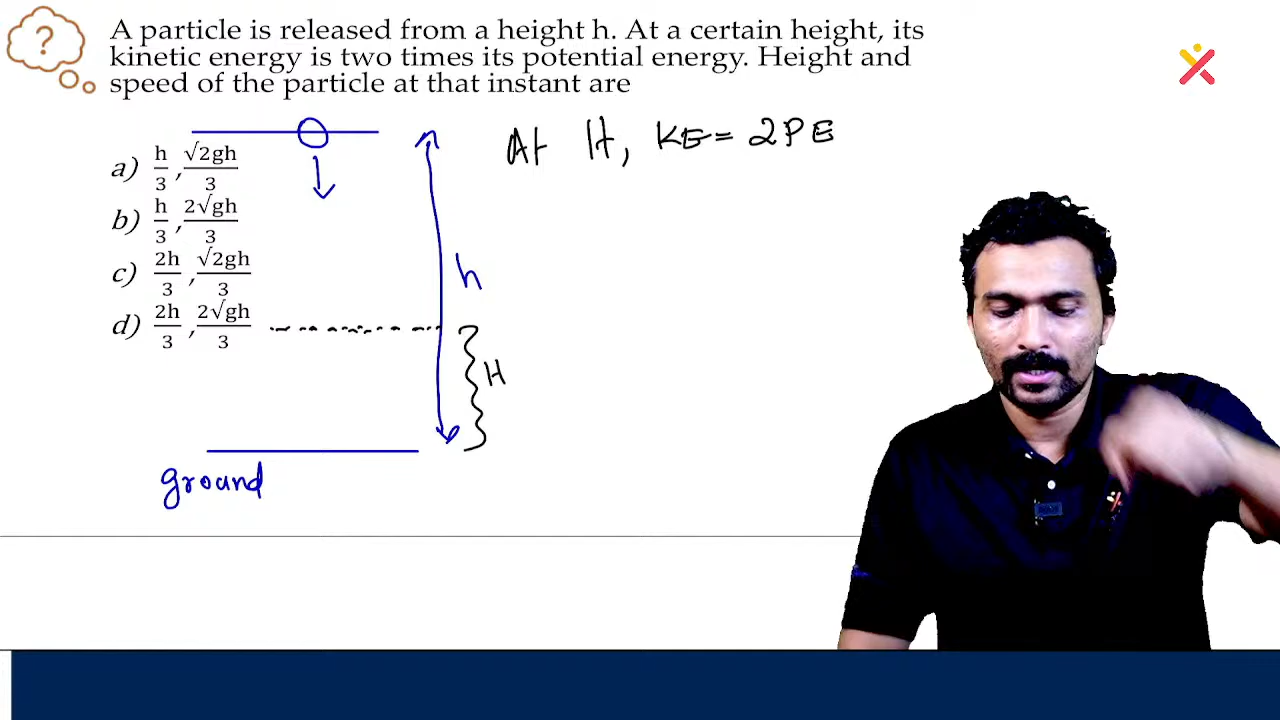 ?
A particle is released from a height h. At a certain height, its
kinetic energy is two times its potential energy. Height and
speed of the particle at that instant are
At H, KE = 2PE
a) h/3 , √2gh/3
b) h/3 , 2√gh/3
c) 2h/3 , √2gh/3
d) 2h/3 , 2√gh/3
h
H
ground